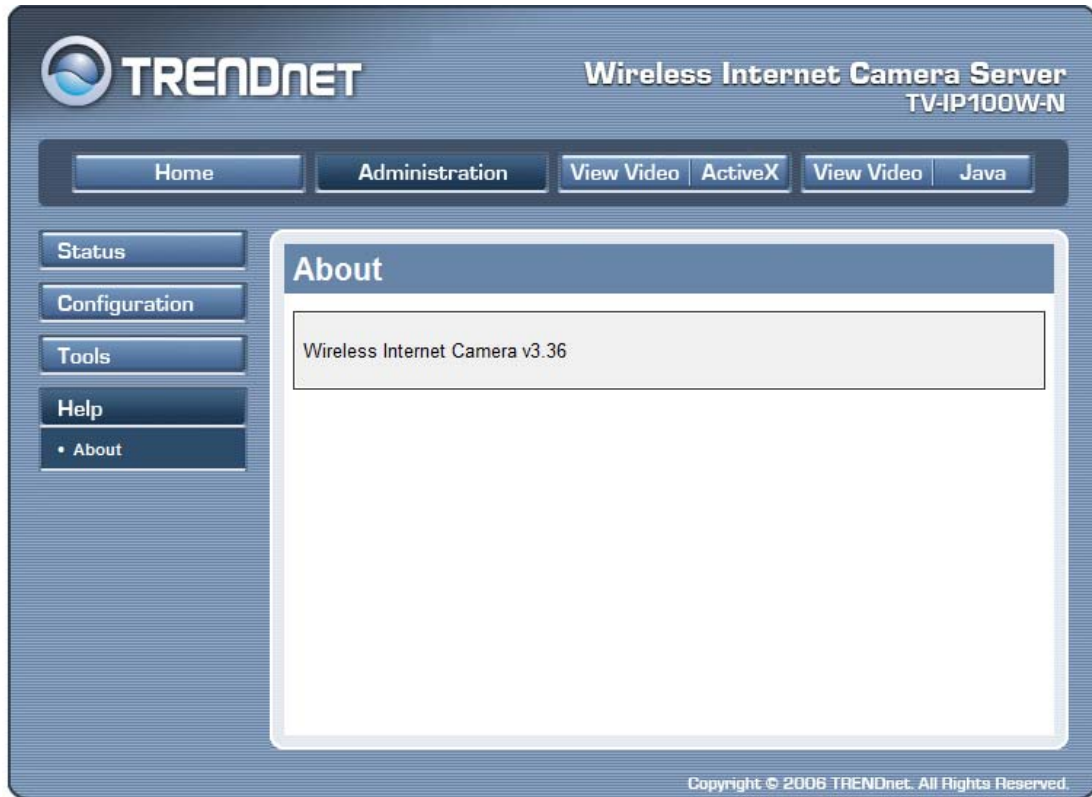 TRENDNET
Wireless Internet Camera Server
TV-IP100W-N
Home
Administration
View Video | ActiveX
View Video | Java
Status
Configuration
Tools
Help
• About
About
Wireless Internet Camera v3.36
Copyright © 2006 TRENDnet. All Rights Reserved.